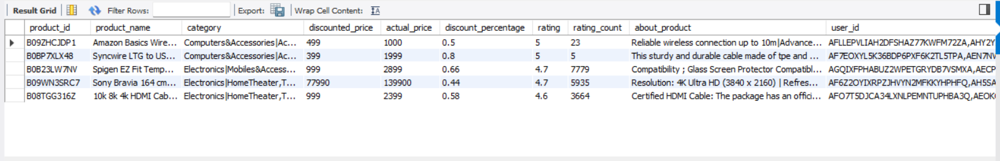 Result Grid Filter Rows: Export: Wrap Cell Content: IA
product_id product_name category discounted_price actual_price discount_percentage rating rating_count about_product user_id
B09ZHCJDP1 Amazon Basics Wire... Computers&Accessories|Ac... 499 1000 0.5 5 23 Reliable wireless connection up to 10m|Advance... AFLLEPVLIAH2DFSHAZ77KWFM72ZA,AHY2Y
B0BP7XLX48 Syncwire LTG to US... Computers&Accessories|Ac... 399 1999 0.8 5 5 This sturdy and durable cable made of tpe and ... AF7EOXYL5K36BDP6PXF6K2TL5TPA,AEN7NV
B0B23LW7NV Spigen EZ Fit Temp... Electronics|Mobiles&Access... 999 2899 0.66 4.7 7779 Compatibility ; Glass Screen Protector Compatibl... AGQIXFPHABUZ2WPETGRYDB7VSMXA,AECP
B09WN3SRC7 Sony Bravia 164 cm... Electronics|HomeTheater,T... 77990 139900 0.44 4.7 5935 Resolution: 4K Ultra HD (3840 x 2160) | Refres... AF6Z2OYIXRPZJHVYN2MFKKYHPHFQ,AH5SA
B08TGG316Z 10k 8k 4k HDMI Cab... Electronics|HomeTheater,T... 999 2399 0.58 4.6 3664 Certified HDMI Cable: The package has an offici... AFO7T5DJCA34LXNLPEMNTUPHBA3Q,AEOK